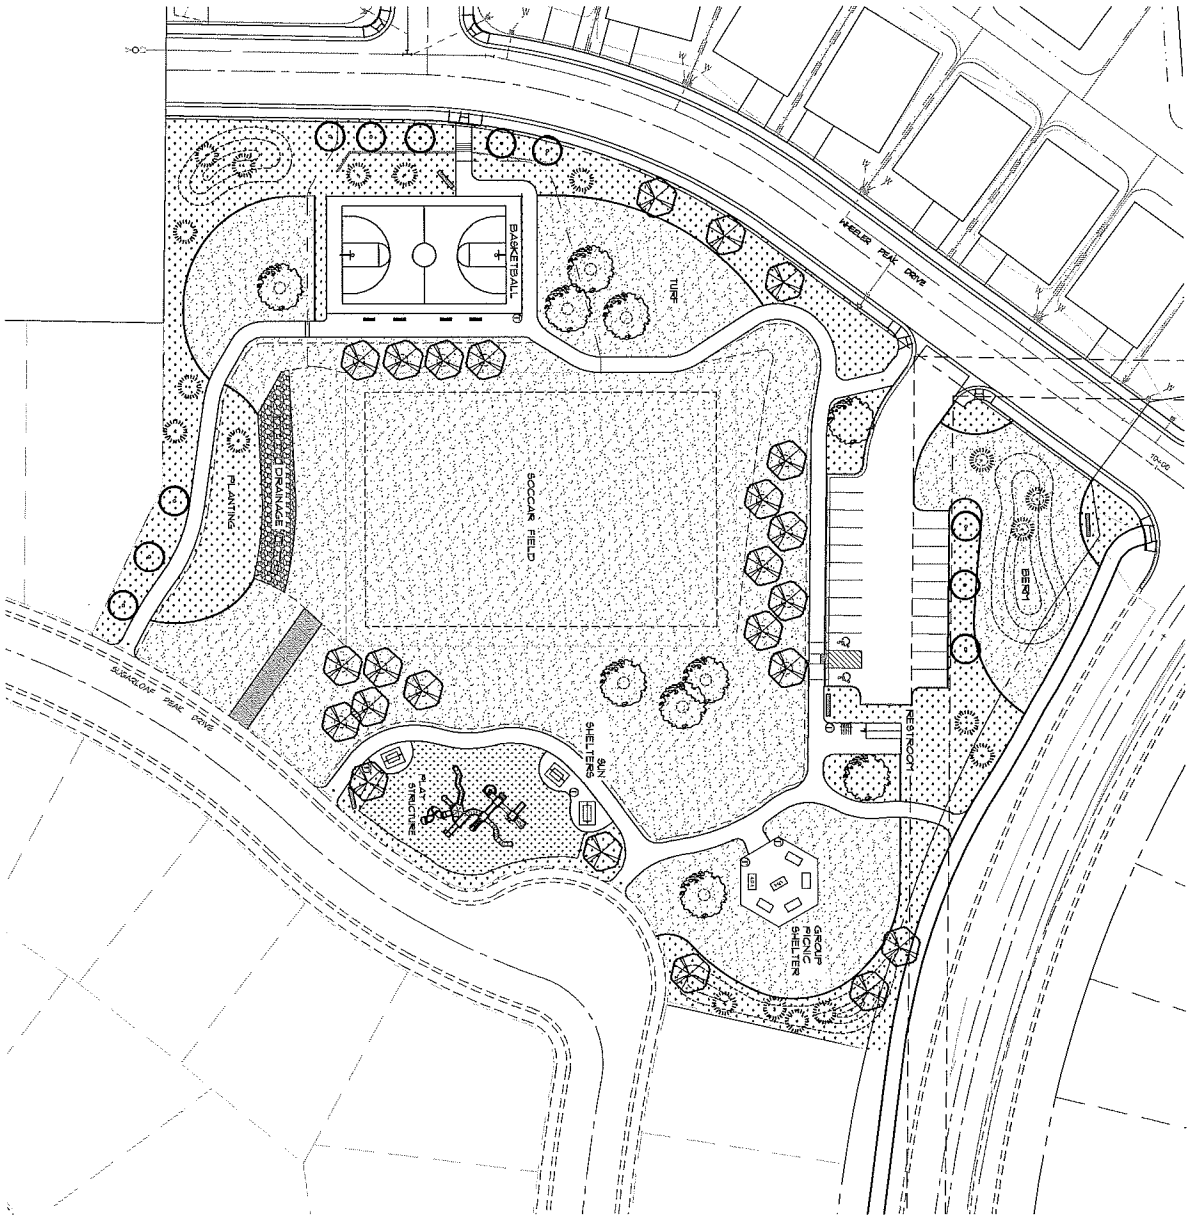 WHEELER PEAK DRIVE
BASKETBALL
TURF
DRAINAGE
PLANTING
SOCCAR FIELD
BERM
SUGARLOAF PEAK DRIVE
SUN
SHELTERS
RESTROOM
PLAY
STRUCTURE
GROUP
PICNIC
SHELTER